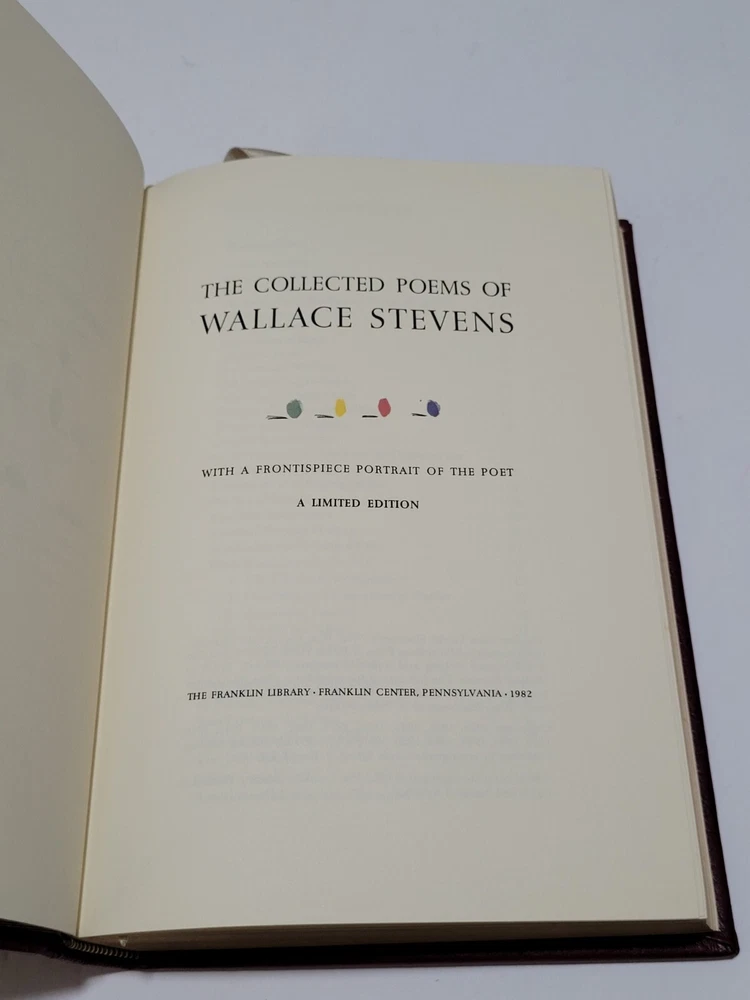 THE COLLECTED POEMS OF
WALLACE STEVENS
WITH A FRONTISPIECE PORTRAIT OF THE POET
A LIMITED EDITION
THE FRANKLIN LIBRARY · FRANKLIN CENTER, PENNSYLVANIA · 1982